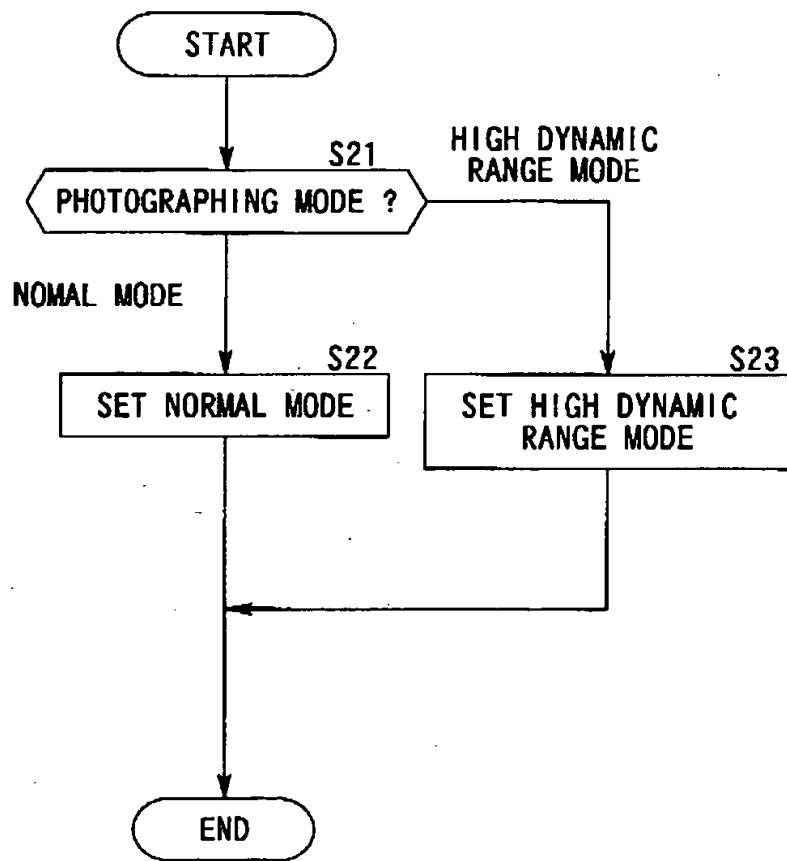 START
S21
PHOTOGRAPHING MODE ?
HIGH DYNAMIC
RANGE MODE
NOMAL MODE
S22
SET NORMAL MODE
S23
SET HIGH DYNAMIC
RANGE MODE
END